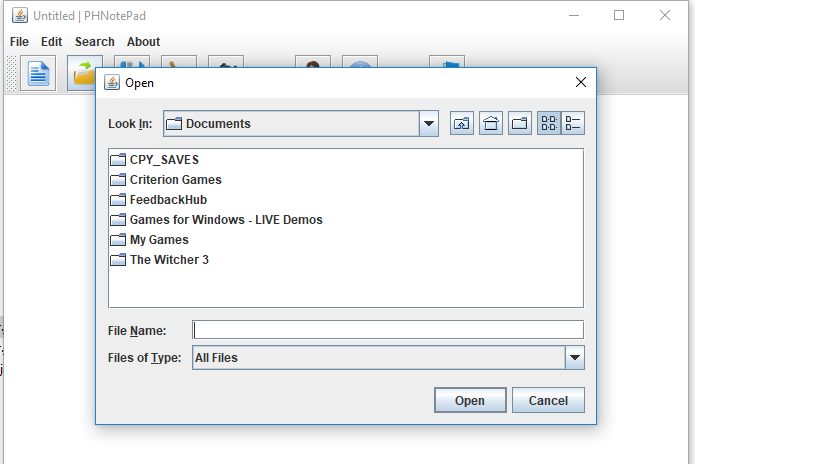 Untitled | PHNotePad
File Edit Search About
Open
Look In: Documents
CPY_SAVES
Criterion Games
FeedbackHub
Games for Windows - LIVE Demos
My Games
The Witcher 3
File Name:
Files of Type: All Files
Open Cancel